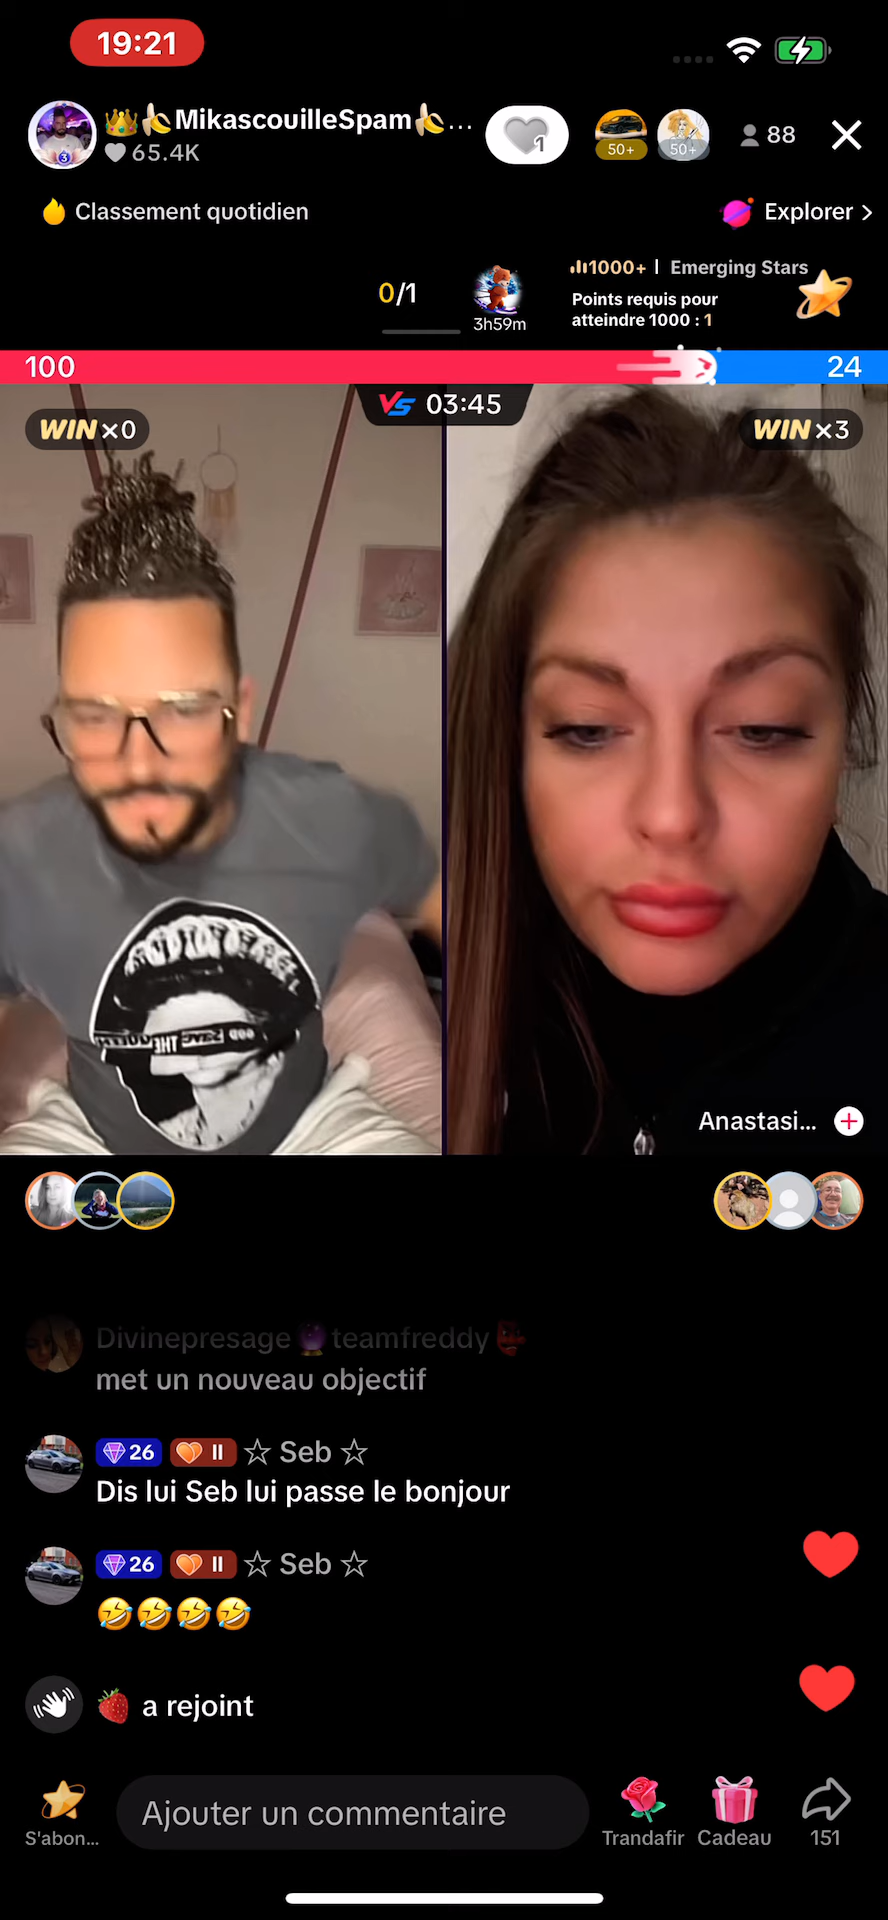 19:21
👑🍌MikascouilleSpam🍌...
65.4K
1
50+
50+
88
Classement quotidien
Explorer >
0/1
3h59m
1000+ | Emerging Stars
Points requis pour
atteindre 1000 : 1
100
24
VS 03:45
WIN x0
WIN x3
Anastasi...
Divinepresage🔮teamfreddy👺
met un nouveau objectif
26 II ☆ Seb ☆
Dis lui Seb lui passe le bonjour
26 II ☆ Seb ☆
🤣🤣🤣🤣
🍓 a rejoint
Ajouter un commentaire
S'abon...
Trandafir
Cadeau
151